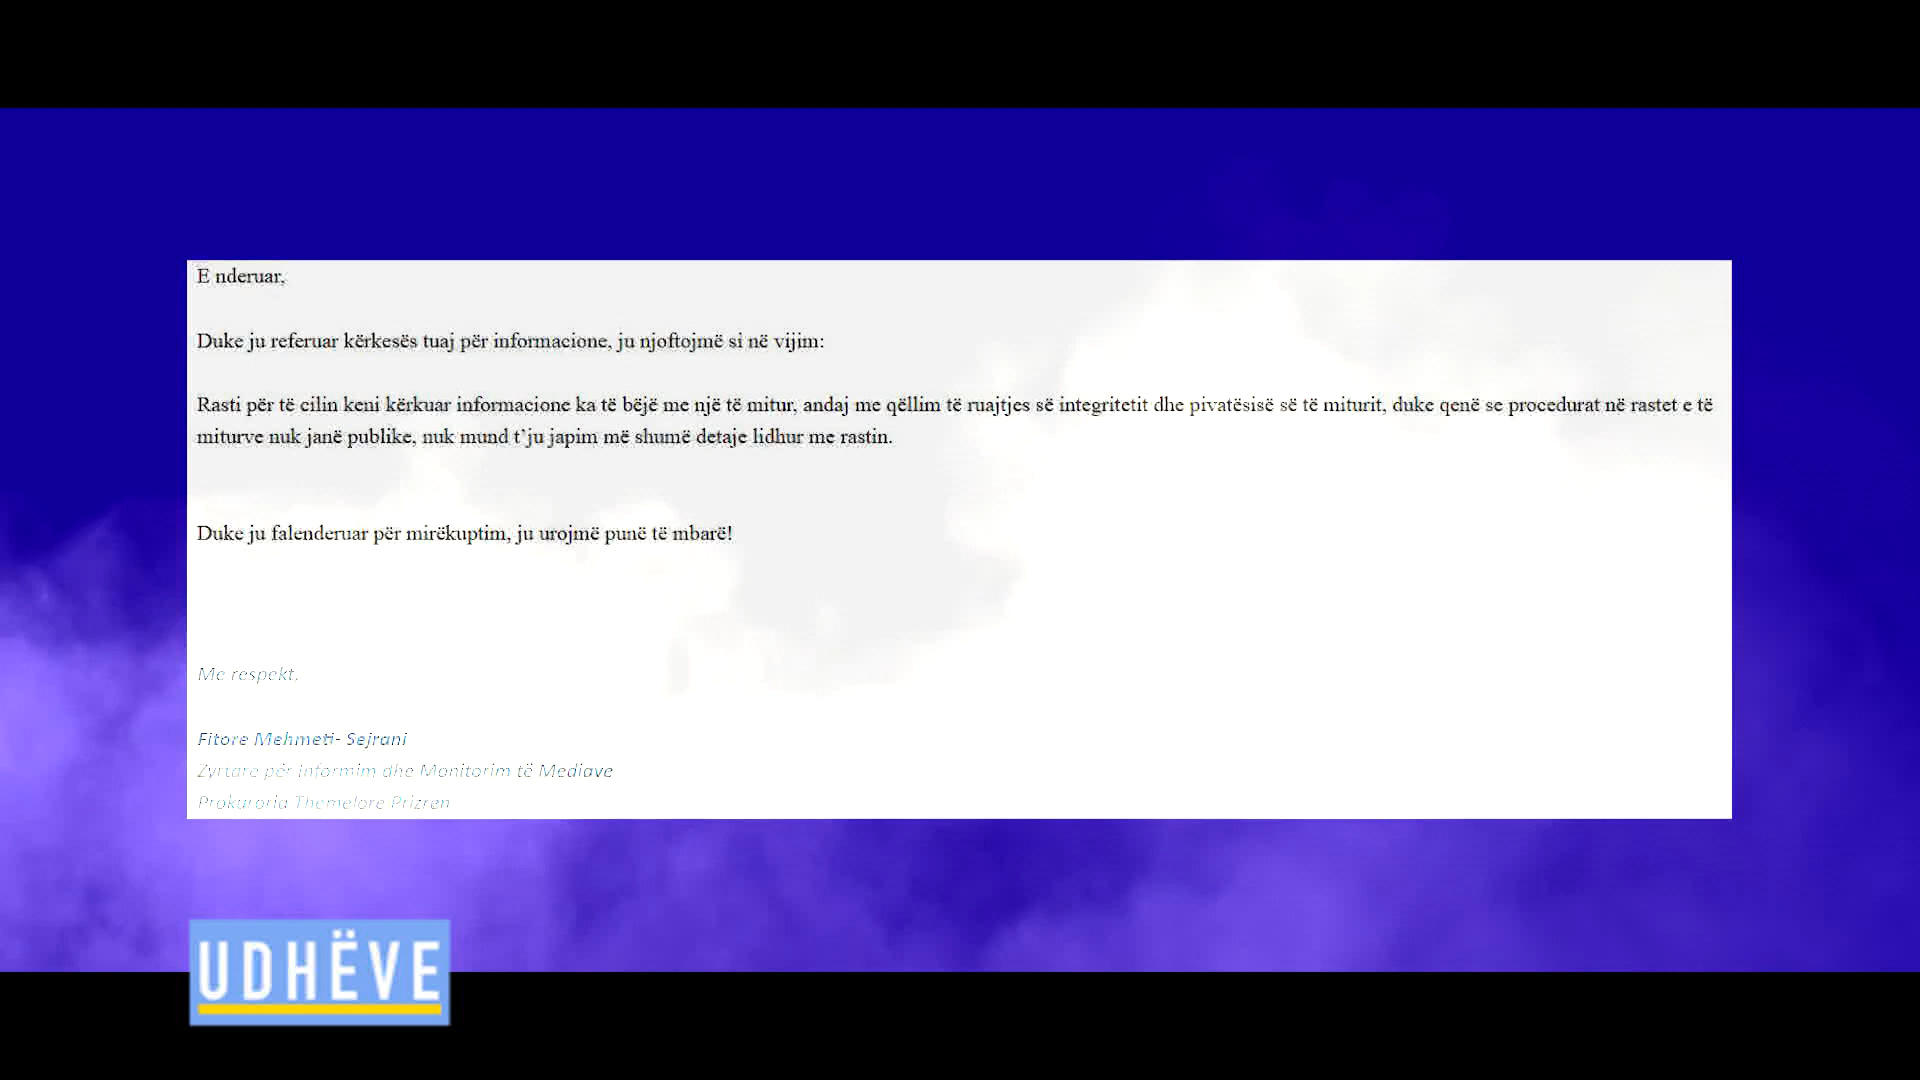 E nderuar,
Duke ju referuar kërkesës tuaj për informacione, ju njoftojmë si në vijim:
Rasti për të cilin keni kërkuar informacione ka të bëjë me një të mitur, andaj me qëllim të ruajtjes së integritetit dhe pivatësisë së të miturit, duke qenë se procedurat në rastet e të
miturve nuk janë publike, nuk mund t’ju japim më shumë detaje lidhur me rastin.
Duke ju falenderuar për mirëkuptim, ju urojmë punë të mbarë!
Me respekt,
Fitore Mehmeti- Sejrani
Zyrtare për Informim dhe Monitorim të Mediave
Prokuroria Themelore Prizren
UDHËVE